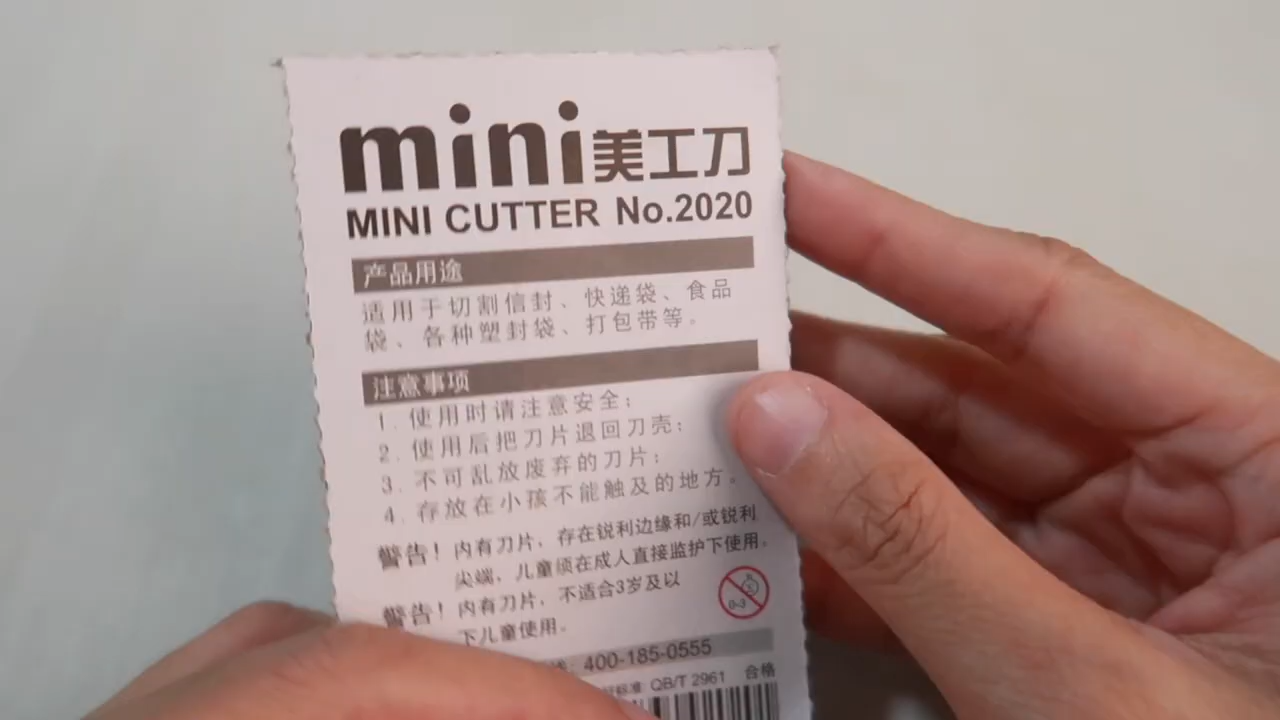 mini美工刀
MINI CUTTER No.2020
产品用途
适用于切割信封、快递袋、食品
袋、各种塑封袋、打包带等。
注意事项
1. 使用时请注意安全；
2. 使用后把刀片退回刀壳；
3. 不可乱放废弃的刀片；
4. 存放在小孩不能触及的地方。
警告！内有刀片，存在锐利边缘和/或锐利
尖端，儿童须在成人直接监护下使用。
警告！内有刀片，不适合3岁及以
下儿童使用。
0-3
400-185-0555
标准: QB/T 2961 合格